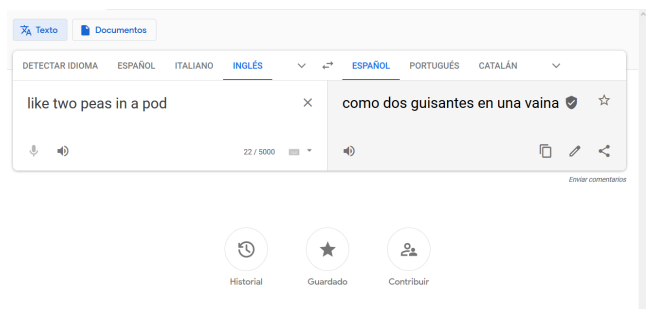 Texto Documentos
DETECTAR IDIOMA ESPAÑOL ITALIANO INGLÉS ESPAÑOL PORTUGUÉS CATALÁN
like two peas in a pod
como dos guisantes en una vaina
22 / 5000
Enviar comentarios
Historial Guardado Contribuir